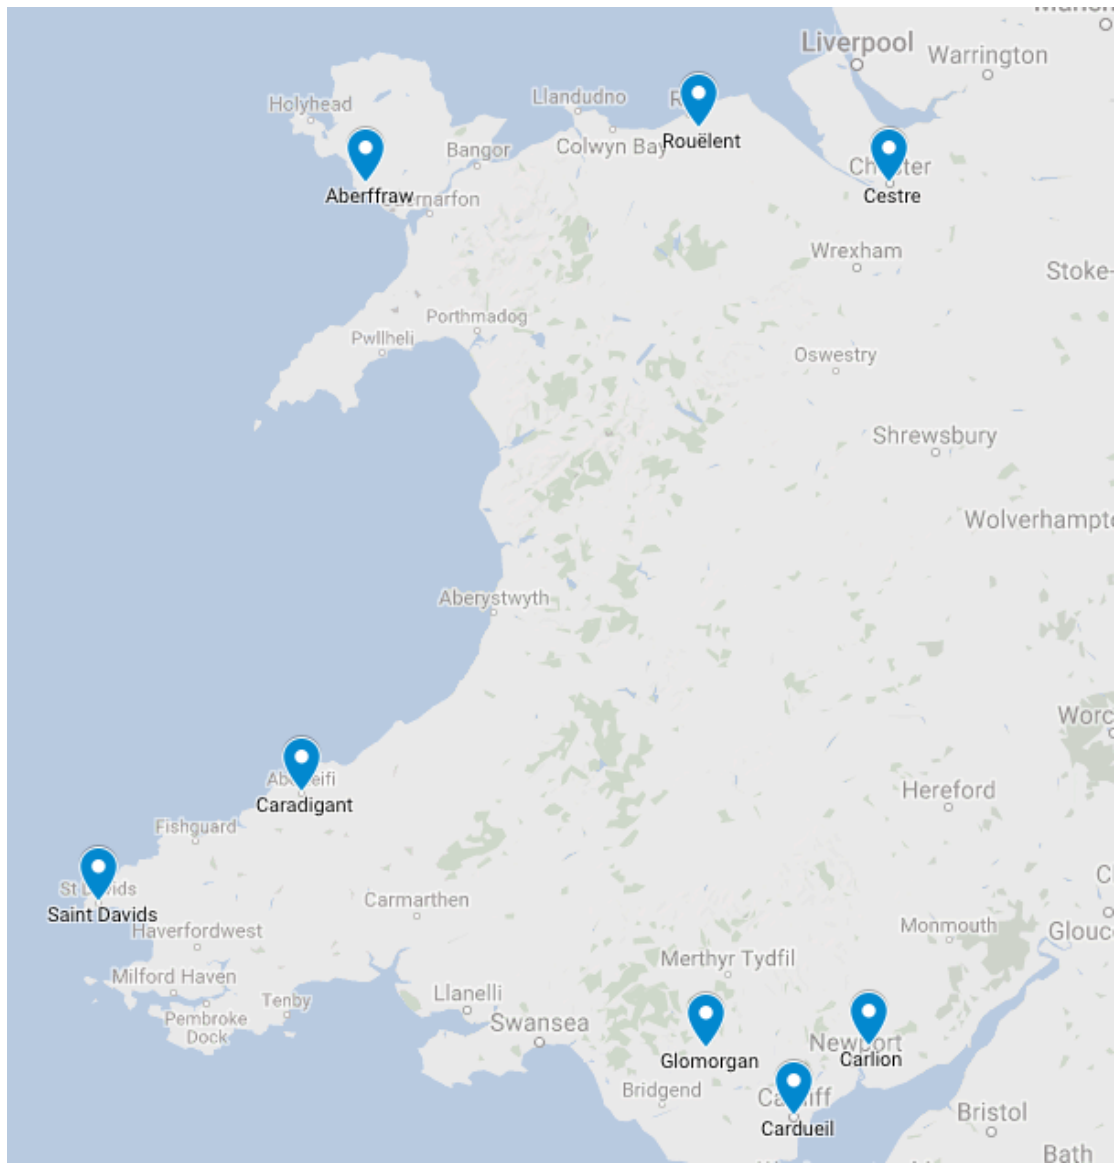 Liverpool
Warrington
Holyhead
Llandudno
Rouëlent
Colwyn Bay
Bangor
Aberffraw
Cestre
Wrexham
Porthmadog
Pwllheli
Oswestry
Shrewsbury
Aberystwyth
Caradigant
Hereford
Fishguard
Saint Davids
Carmarthen
Haverfordwest
Monmouth
Merthyr Tydfil
Milford Haven
Llanelli
Tenby
Pembroke
Dock
Swansea
Newport
Glomorgan
Carlion
Bridgend
Cardueil
Bristol
Bath